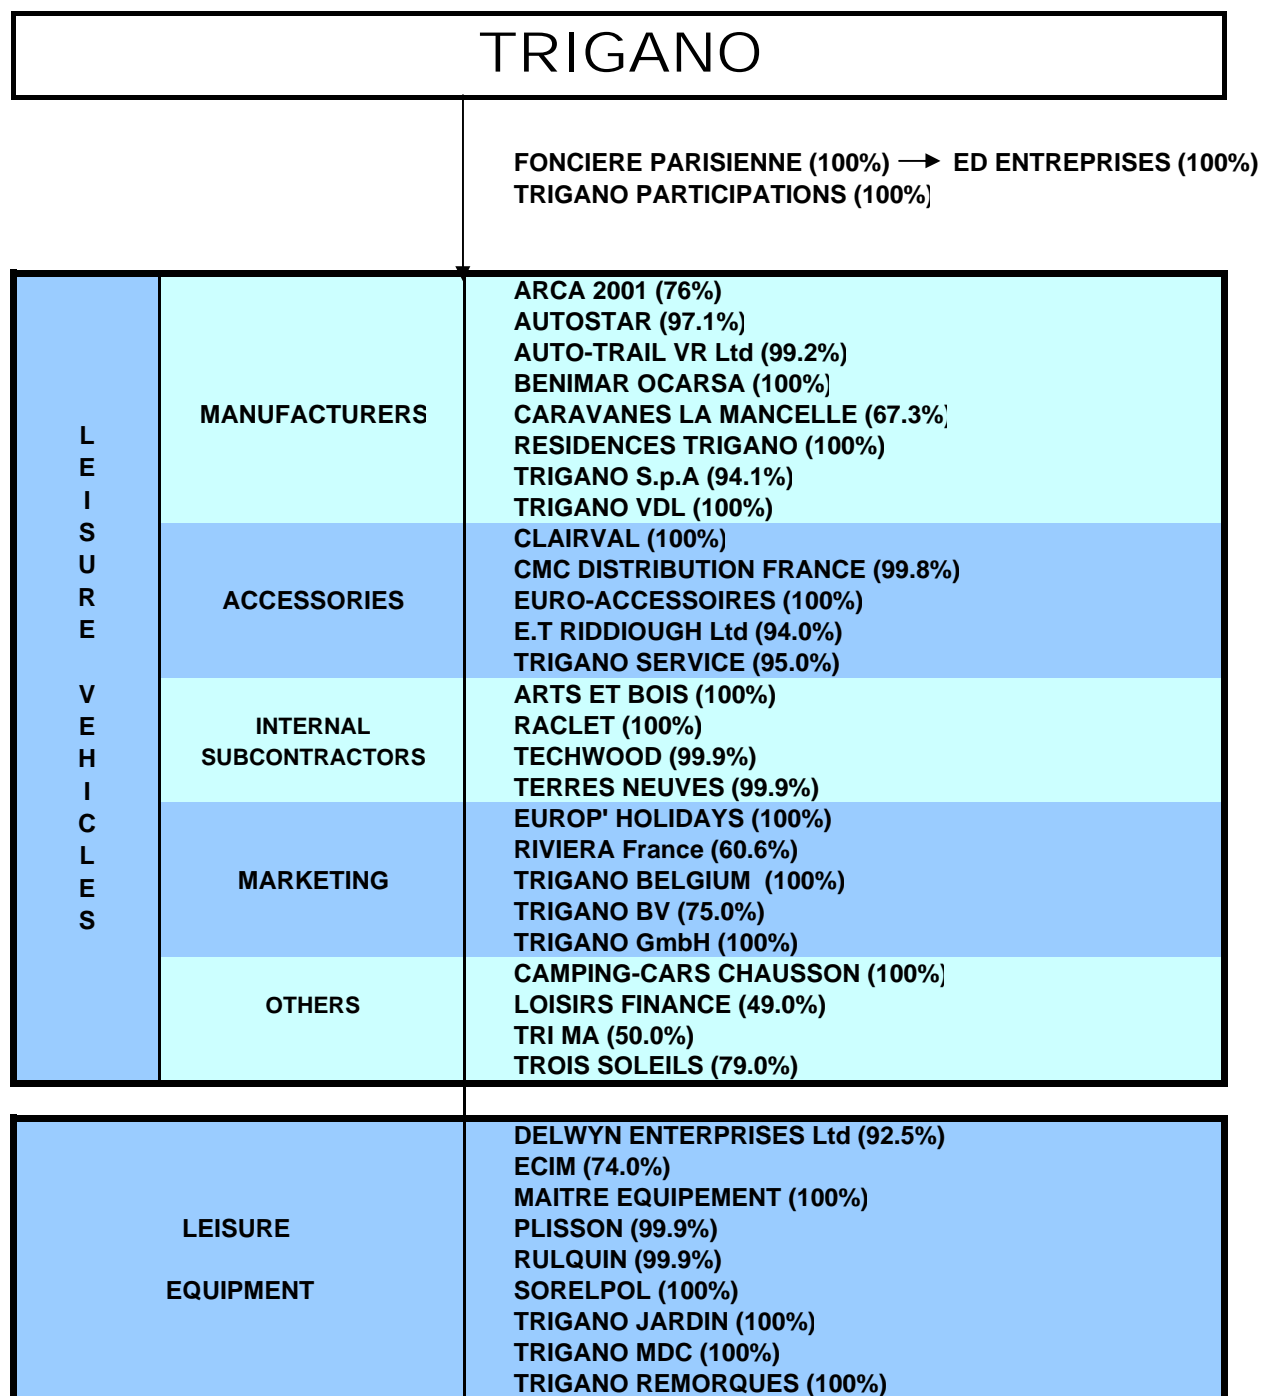 TRIGANO
FONCIERE PARISIENNE (100%) → ED ENTREPRISES (100%)
TRIGANO PARTICIPATIONS (100%)
LEISURE VEHICLES
MANUFACTURERS
ARCA 2001 (76%)
AUTOSTAR (97.1%)
AUTO-TRAIL VR Ltd (99.2%)
BENIMAR OCARSA (100%)
CARAVANES LA MANCELLE (67.3%)
RESIDENCES TRIGANO (100%)
TRIGANO S.p.A (94.1%)
TRIGANO VDL (100%)
ACCESSORIES
CLAIRVAL (100%)
CMC DISTRIBUTION FRANCE (99.8%)
EURO-ACCESSOIRES (100%)
E.T RIDDIOUGH Ltd (94.0%)
TRIGANO SERVICE (95.0%)
INTERNAL
SUBCONTRACTORS
ARTS ET BOIS (100%)
RACLET (100%)
TECHWOOD (99.9%)
TERRES NEUVES (99.9%)
MARKETING
EUROP' HOLIDAYS (100%)
RIVIERA France (60.6%)
TRIGANO BELGIUM (100%)
TRIGANO BV (75.0%)
TRIGANO GmbH (100%)
OTHERS
CAMPING-CARS CHAUSSON (100%)
LOISIRS FINANCE (49.0%)
TRI MA (50.0%)
TROIS SOLEILS (79.0%)
LEISURE
EQUIPMENT
DELWYN ENTERPRISES Ltd (92.5%)
ECIM (74.0%)
MAITRE EQUIPEMENT (100%)
PLISSON (99.9%)
RULQUIN (99.9%)
SORELPOL (100%)
TRIGANO JARDIN (100%)
TRIGANO MDC (100%)
TRIGANO REMORQUES (100%)